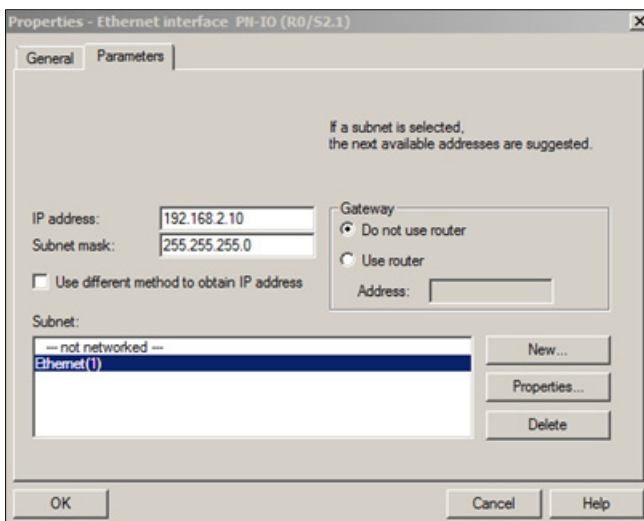 Properties - Ethernet interface PN-IO (R0/S2.1)
General
Parameters
If a subnet is selected,
the next available addresses are suggested.
IP address:
192.168.2.10
Subnet mask:
255.255.255.0
Use different method to obtain IP address
Gateway
Do not use router
Use router
Address:
Subnet:
--- not networked ---
Ethernet(1)
New...
Properties...
Delete
OK
Cancel
Help